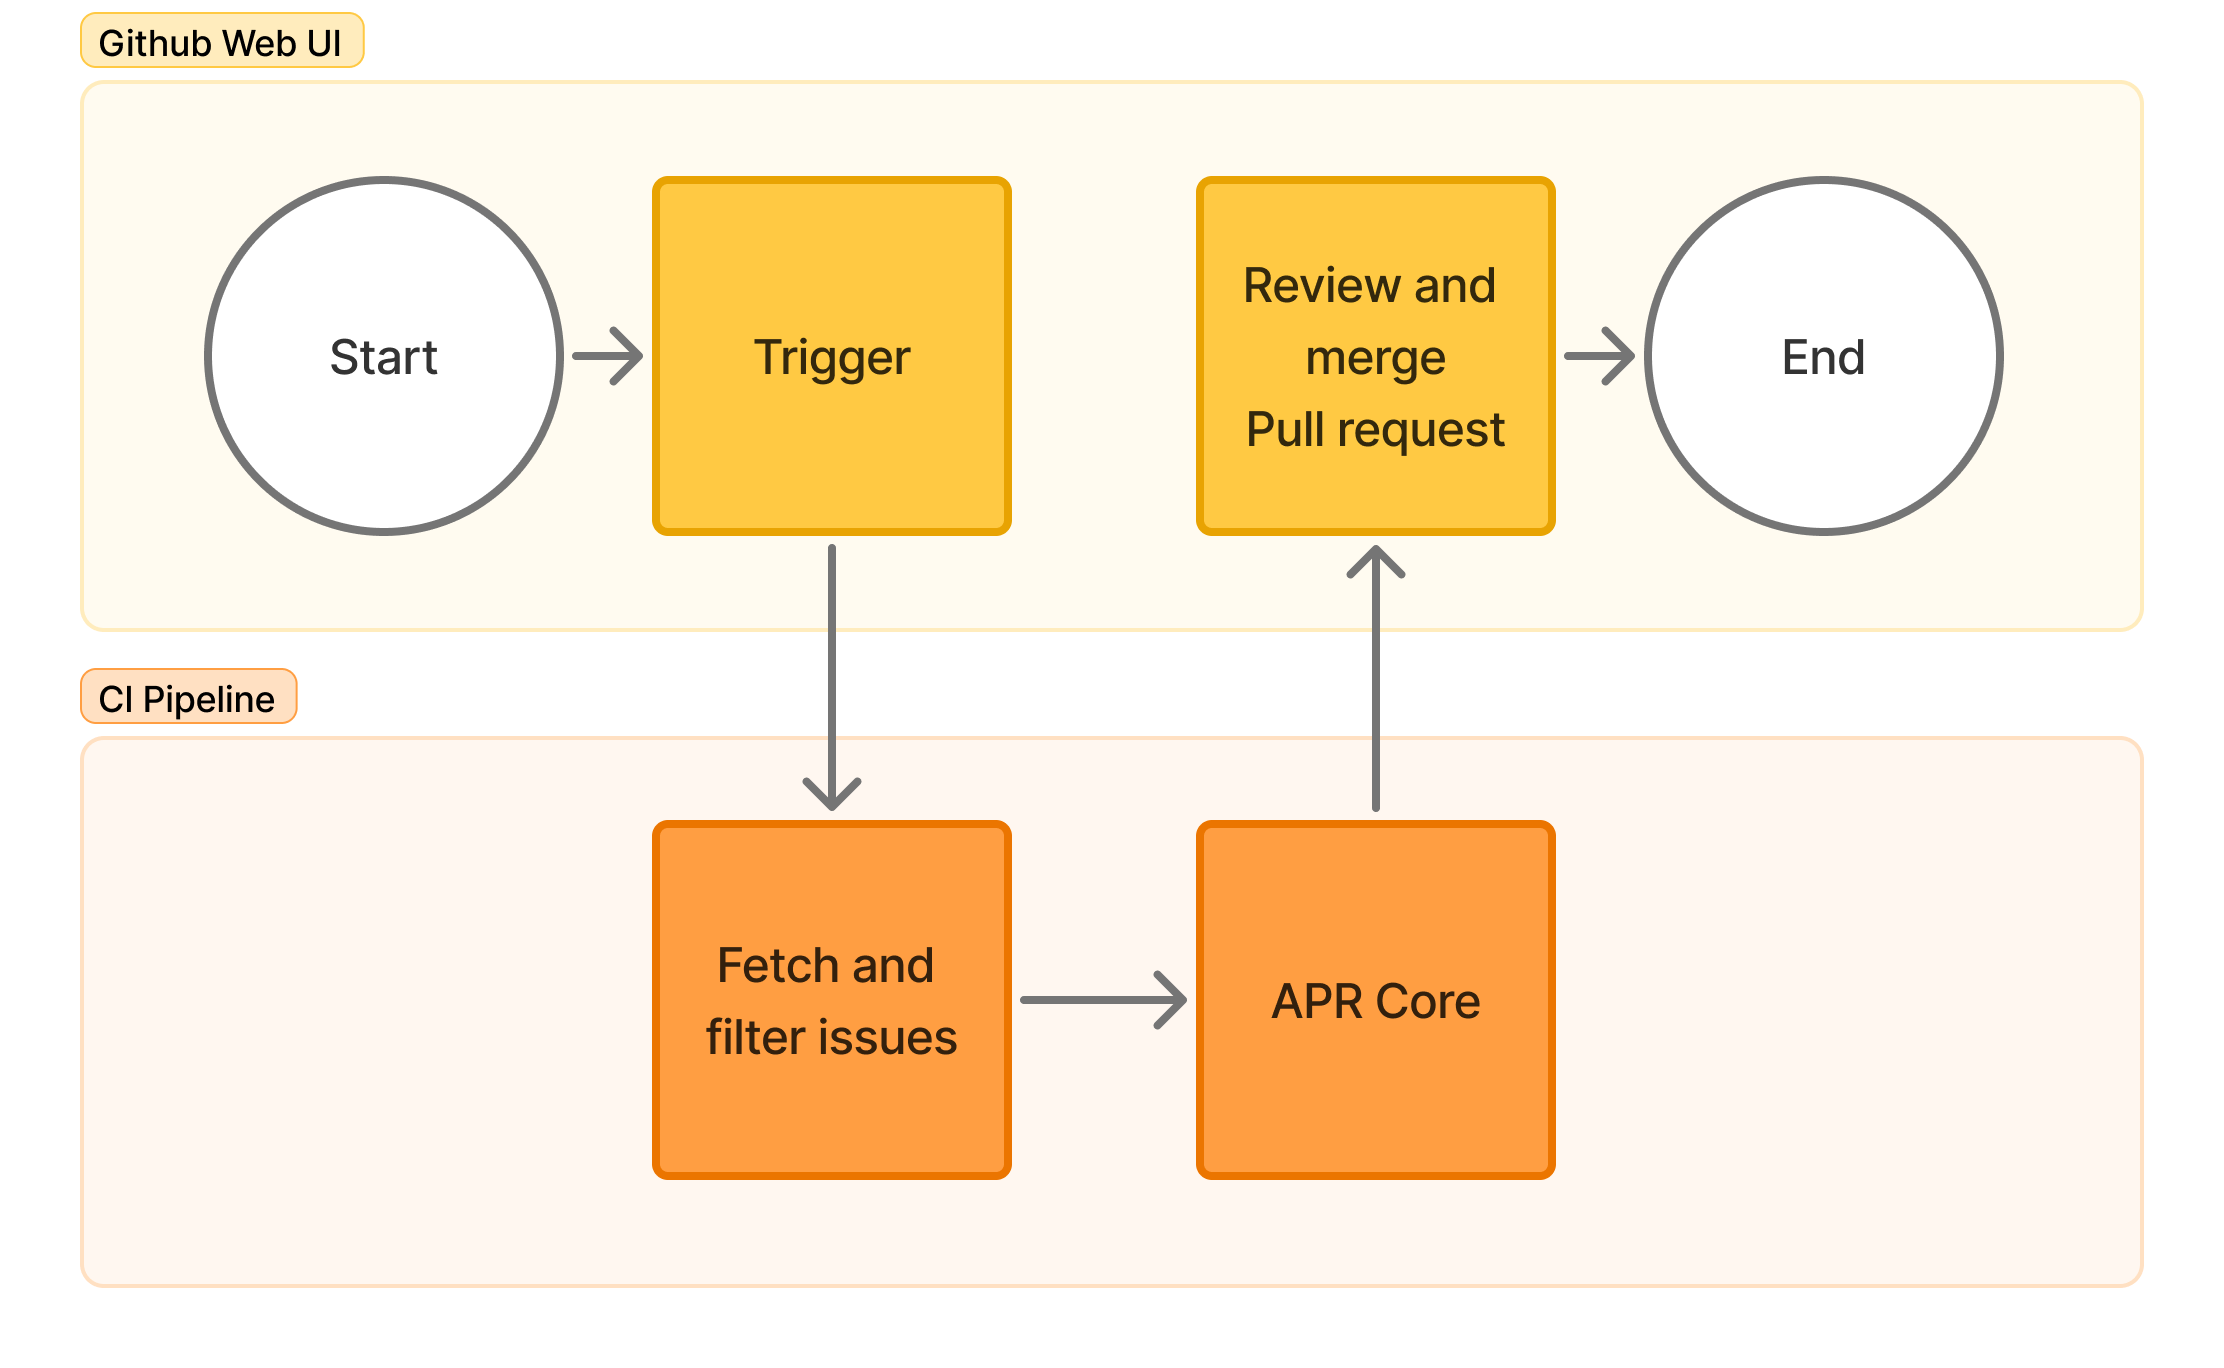 Github Web UI
Start
Trigger
Review and
merge
Pull request
End
CI Pipeline
Fetch and
filter issues
APR Core